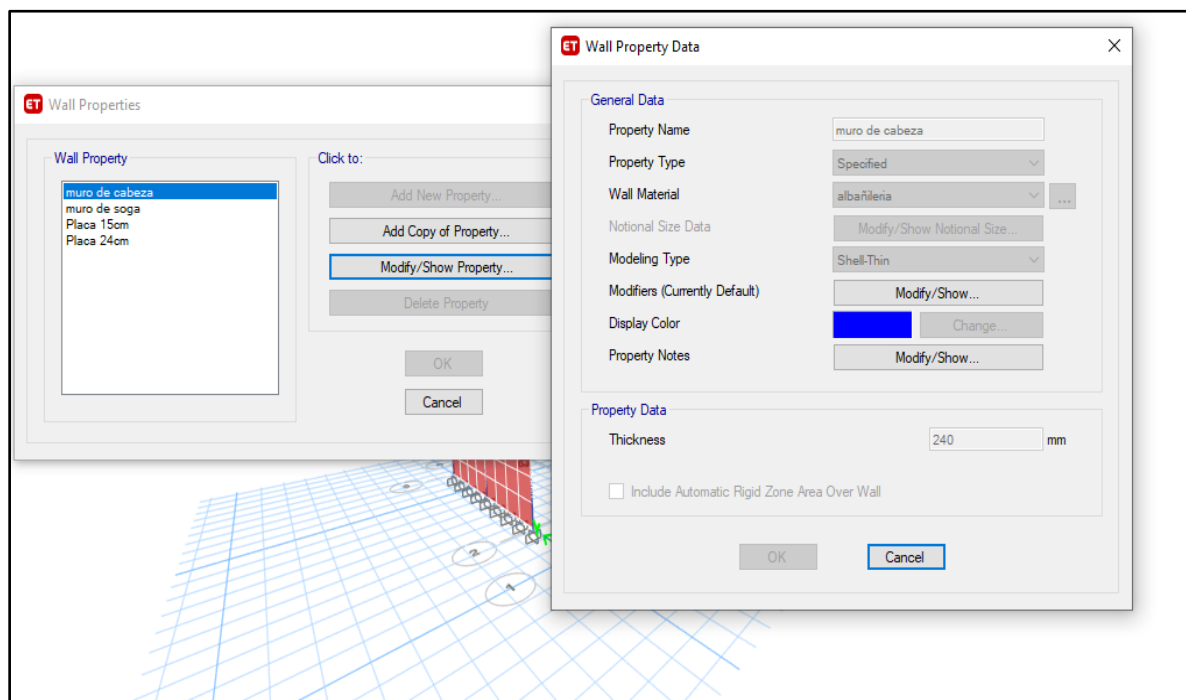 ET Wall Properties
Wall Property
muro de cabeza
muro de soga
Placa 15cm
Placa 24cm
Click to:
Add New Property...
Add Copy of Property...
Modify/Show Property...
Delete Property
OK
Cancel
ET Wall Property Data
General Data
Property Name muro de cabeza
Property Type Specified
Wall Material albañileria ...
Notional Size Data Modify/Show Notional Size...
Modeling Type Shell-Thin
Modifiers (Currently Default) Modify/Show...
Display Color Change...
Property Notes Modify/Show...
Property Data
Thickness 240 mm
Include Automatic Rigid Zone Area Over Wall
OK Cancel
2
1